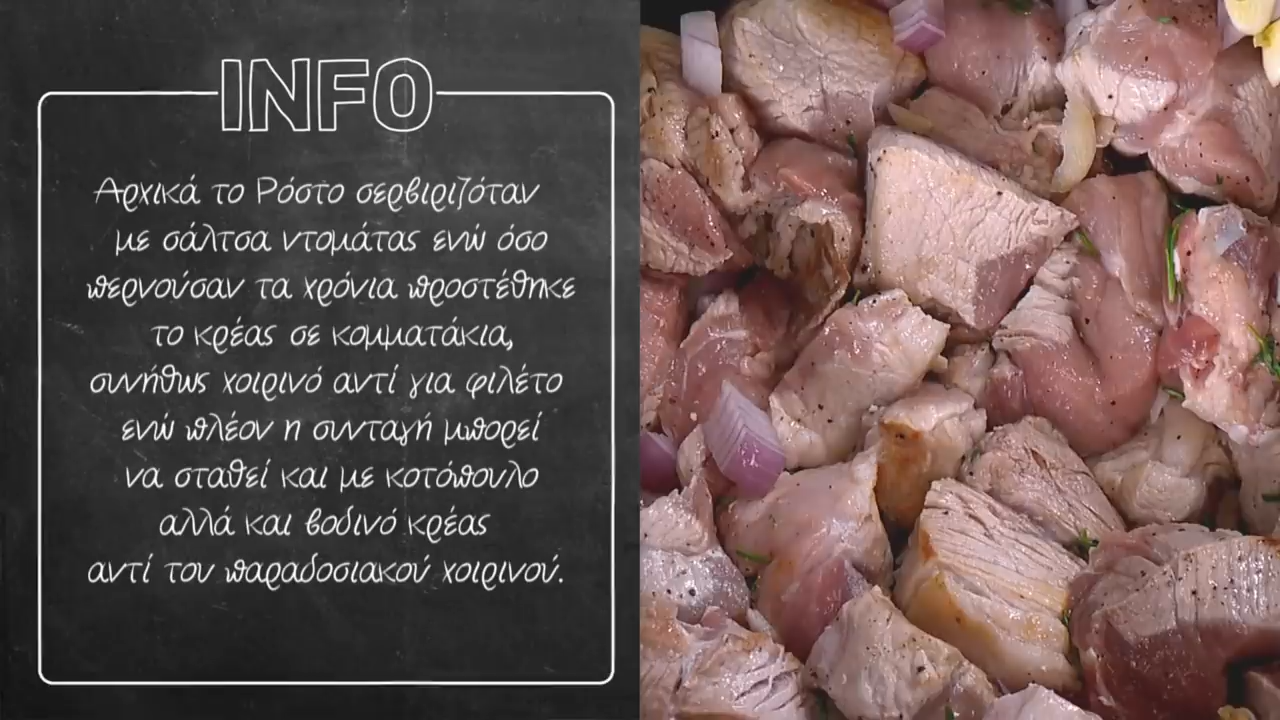 INFO
Αρχικά το Ρόστο σερβιριζόταν
με σάλτσα ντομάτας ενώ όσο
περνούσαν τα χρόνια προστέθηκε
το κρέας σε κομματάκια,
συνήθως χοιρινό αντί για φιλέτο
ενώ πλέον η συνταγή μπορεί
να σταθεί και με κοτόπουλο
αλλά και βοδινό κρέας
αντί του παραδοσιακού χοιρινού.